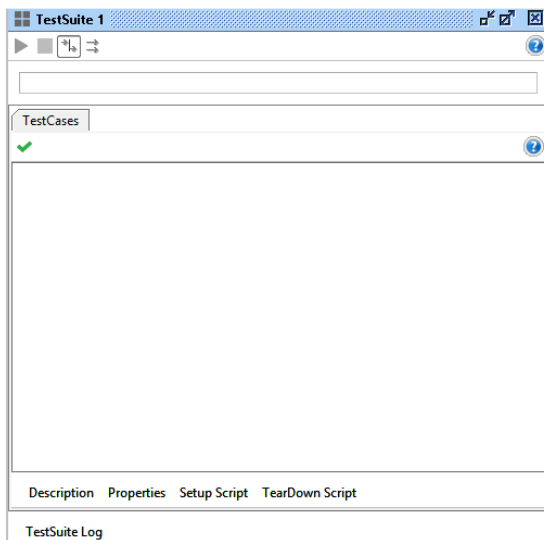 TestSuite 1
TestCases
Description Properties Setup Script TearDown Script
TestSuite Log